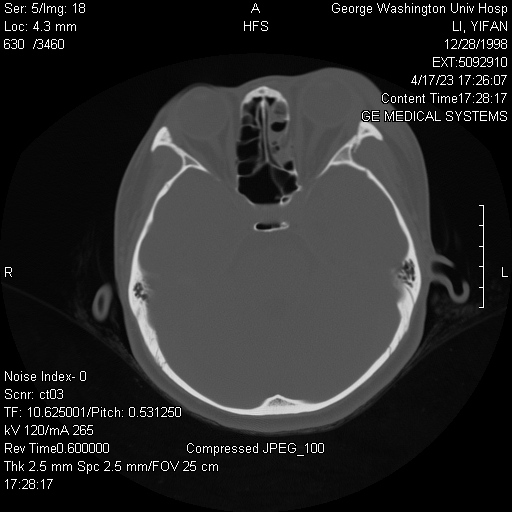 Ser: 5/Img: 18
Loc: 4.3 mm
630 /3460
A
HFS
George Washington Univ Hosp
LI, YIFAN
12/28/1998
EXT:5092910
4/17/23 17:26:07
Content Time17:28:17
GE MEDICAL SYSTEMS
R
L
Noise Index- 0
Scnr: ct03
TF: 10.625001/Pitch: 0.531250
kV 120/mA 265
Rev Time0.600000
Compressed JPEG_100
Thk 2.5 mm Spc 2.5 mm/FOV 25 cm
17:28:17